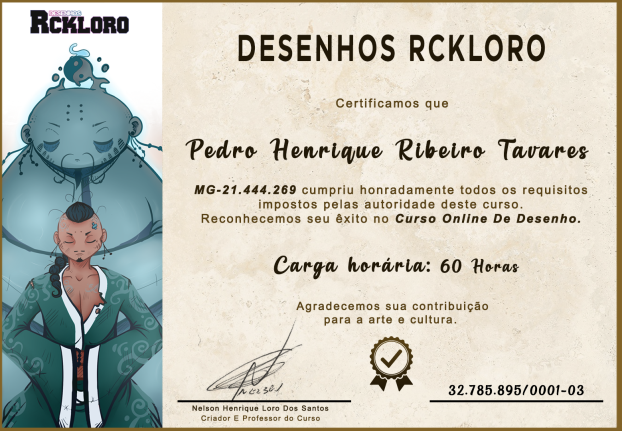 DESENHOS
RCKLORO
DESENHOS RCKLORO
Certificamos que
Pedro Henrique Ribeiro Tavares
MG-21.444.269 cumpriu honradamente todos os requisitos
impostos pelas autoridade deste curso.
Reconhecemos seu êxito no Curso Online De Desenho.
Carga horária: 60 Horas
Agradecemos sua contribuição
para a arte e cultura.
32.785.895/0001-03
Nelson Henrique Loro Dos Santos
Criador E Professor do Curso